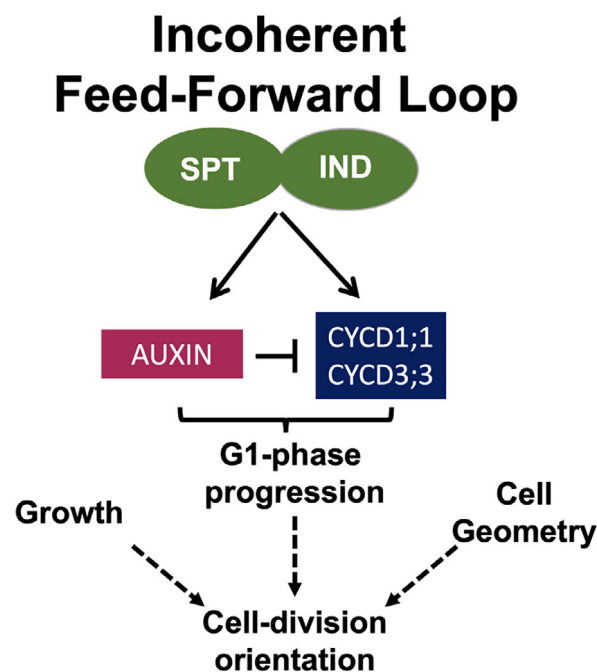 Incoherent
Feed-Forward Loop
SPT IND
AUXIN
CYCD1;1
CYCD3;3
G1-phase
progression
Growth
Cell
Geometry
Cell-division
orientation